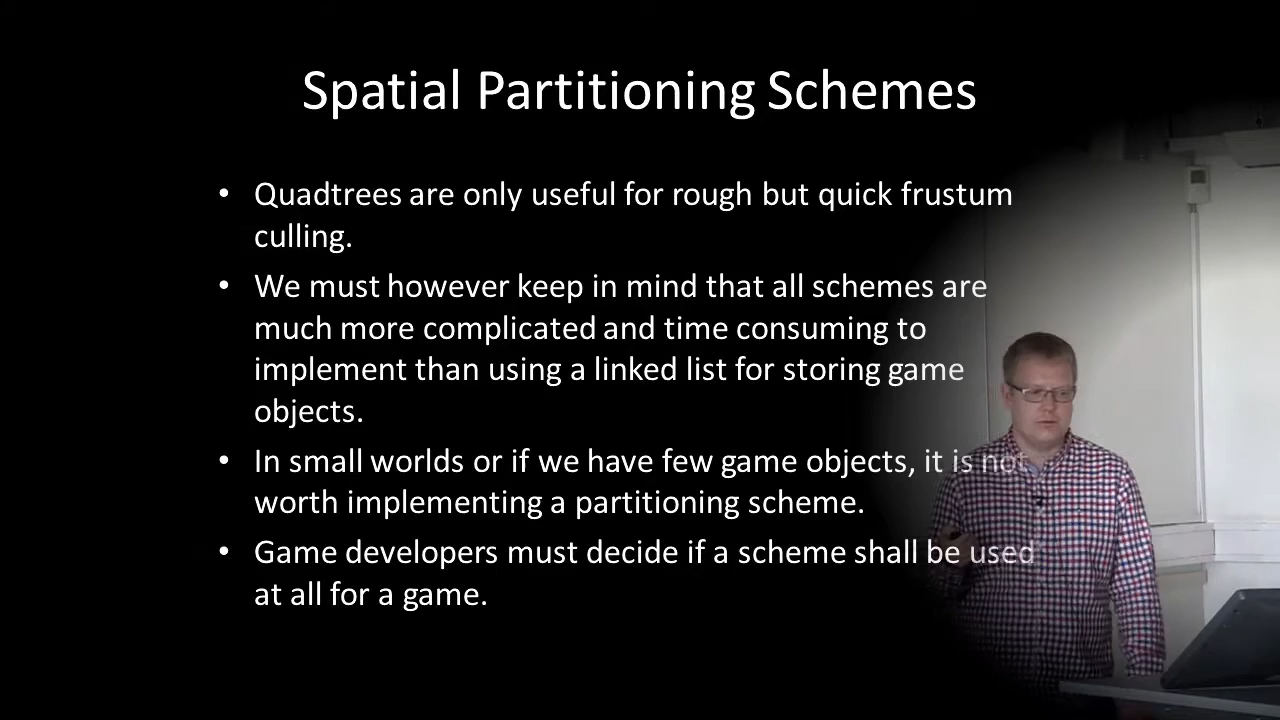 Spatial Partitioning Schemes
• Quadtrees are only useful for rough but quick frustum
culling.
• We must however keep in mind that all schemes are
much more complicated and time consuming to
implement than using a linked list for storing game
objects.
• In small worlds or if we have few game objects, it is not
worth implementing a partitioning scheme.
• Game developers must decide if a scheme shall be used
at all for a game.